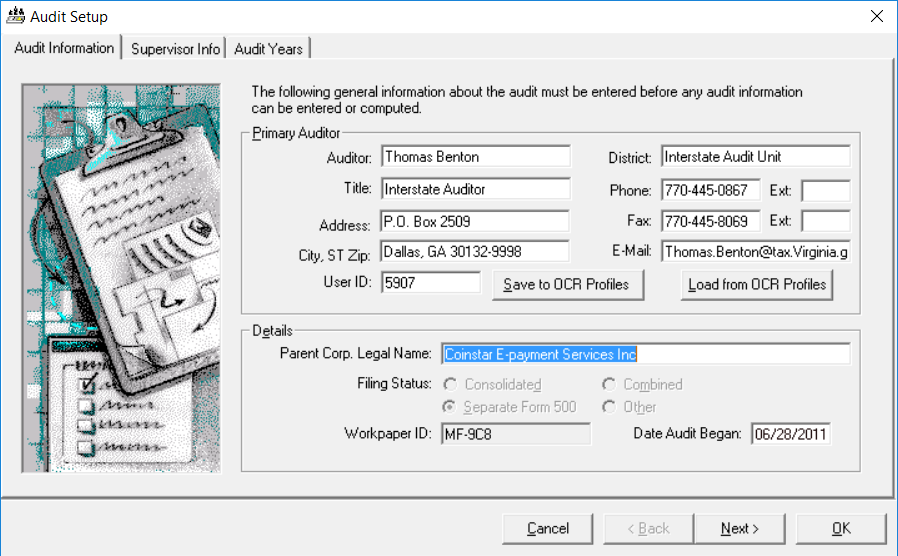 Audit Setup
Audit Information Supervisor Info Audit Years
The following general information about the audit must be entered before any audit information
can be entered or computed.
Primary Auditor
Auditor: Thomas Benton District: Interstate Audit Unit
Title: Interstate Auditor Phone: 770-445-0867 Ext:
Address: P.O. Box 2509 Fax: 770-445-8069 Ext:
City, ST Zip: Dallas, GA 30132-9998 E-Mail: Thomas.Benton@tax.Virginia.g
User ID: 5907 Save to OCR Profiles Load from OCR Profiles
Details
Parent Corp. Legal Name: Coinstar E-payment Services Inc
Filing Status: Consolidated Combined
Separate Form 500 Other
Workpaper ID: MF-9C8 Date Audit Began: 06/28/2011
Cancel < Back Next > OK